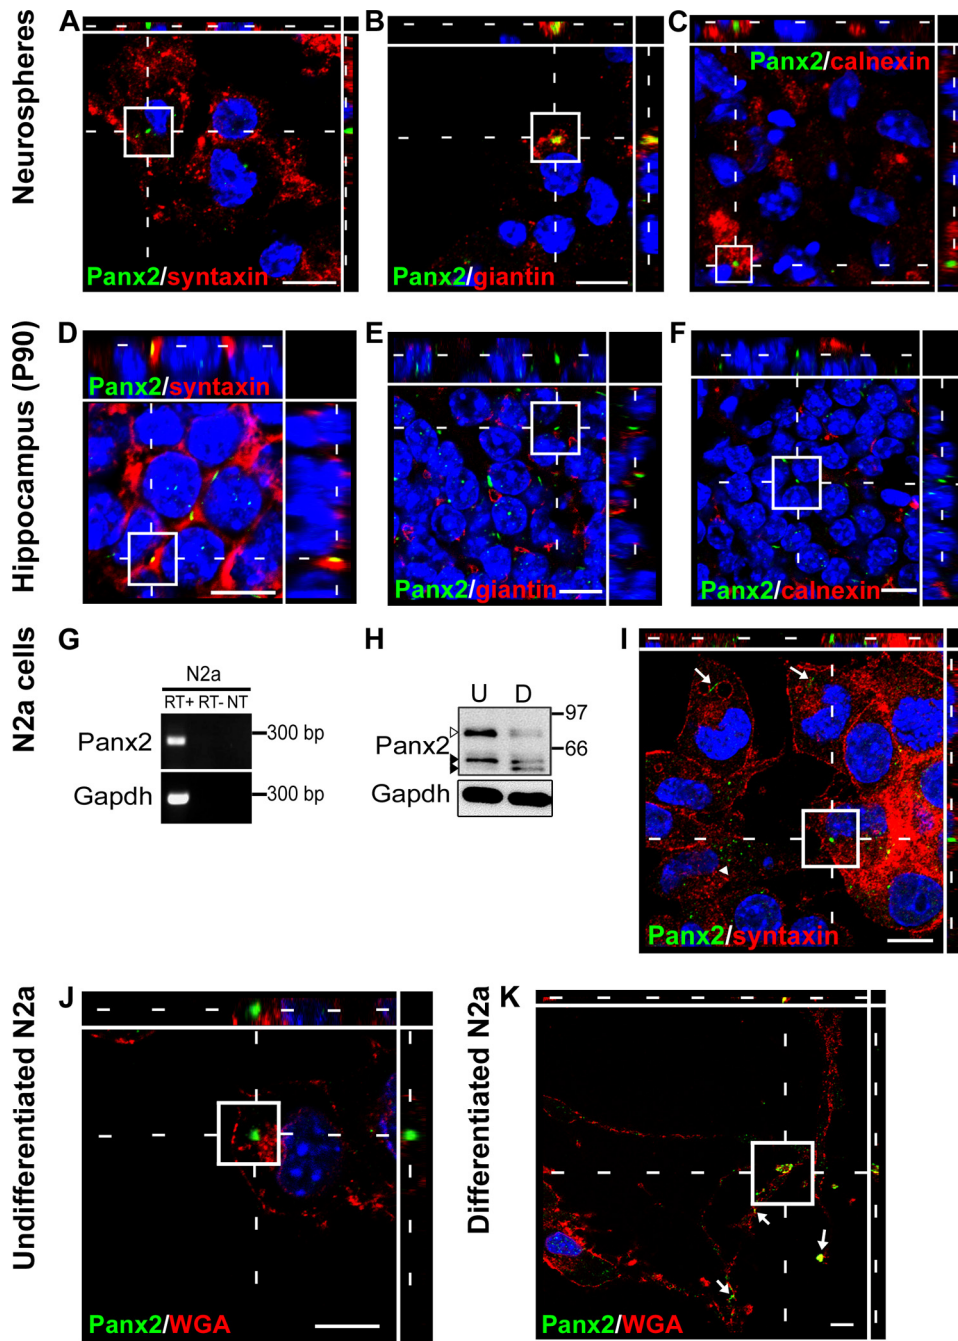 Neurospheres
A
Panx2/syntaxin
B
Panx2/giantin
C
Panx2/calnexin
Hippocampus (P90)
D
Panx2/syntaxin
E
Panx2/giantin
F
Panx2/calnexin
N2a cells
G
N2a
RT+ RT- NT
Panx2
300 bp
Gapdh
300 bp
H
U D
97
Panx2
66
Gapdh
I
Panx2/syntaxin
Undifferentiated N2a
J
Panx2/WGA
Differentiated N2a
K
Panx2/WGA